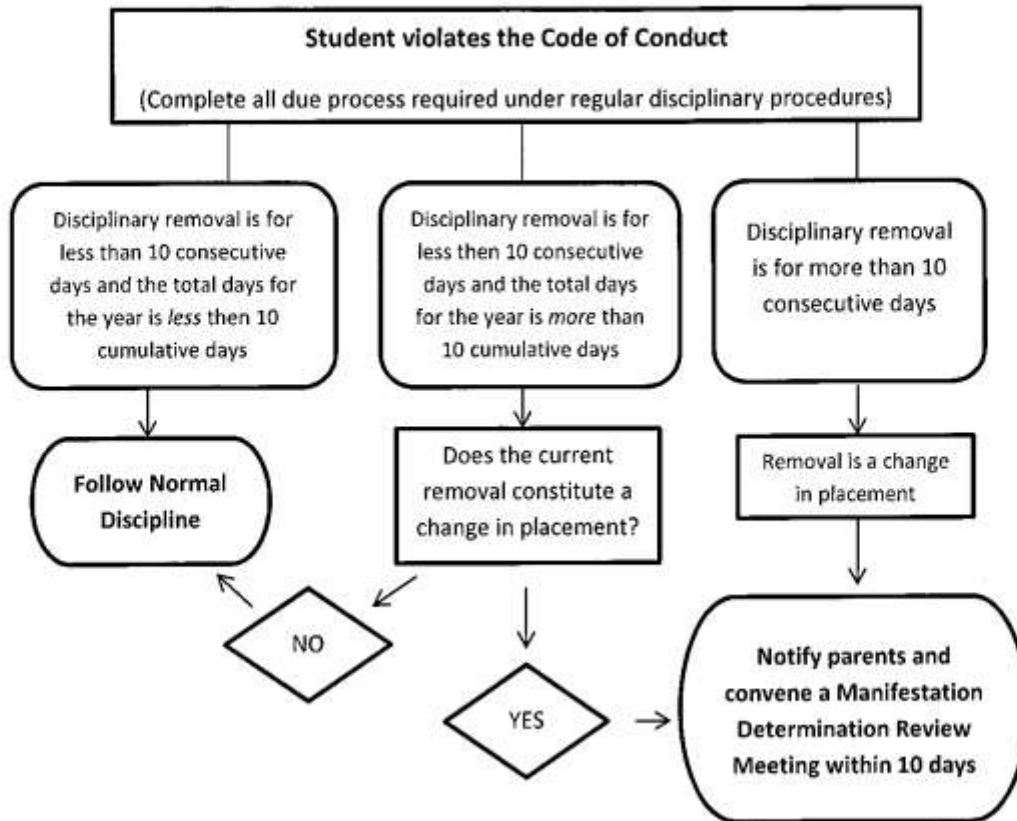 Student violates the Code of Conduct
(Complete all due process required under regular disciplinary procedures)
Disciplinary removal is for
less than 10 consecutive
days and the total days for
the year is less then 10
cumulative days
Disciplinary removal is for
less then 10 consecutive
days and the total days
for the year is more than
10 cumulative days
Disciplinary removal
is for more than 10
consecutive days
Follow Normal
Discipline
Does the current
removal constitute a
change in placement?
Removal is a change
in placement
NO
YES
Notify parents and
convene a Manifestation
Determination Review
Meeting within 10 days